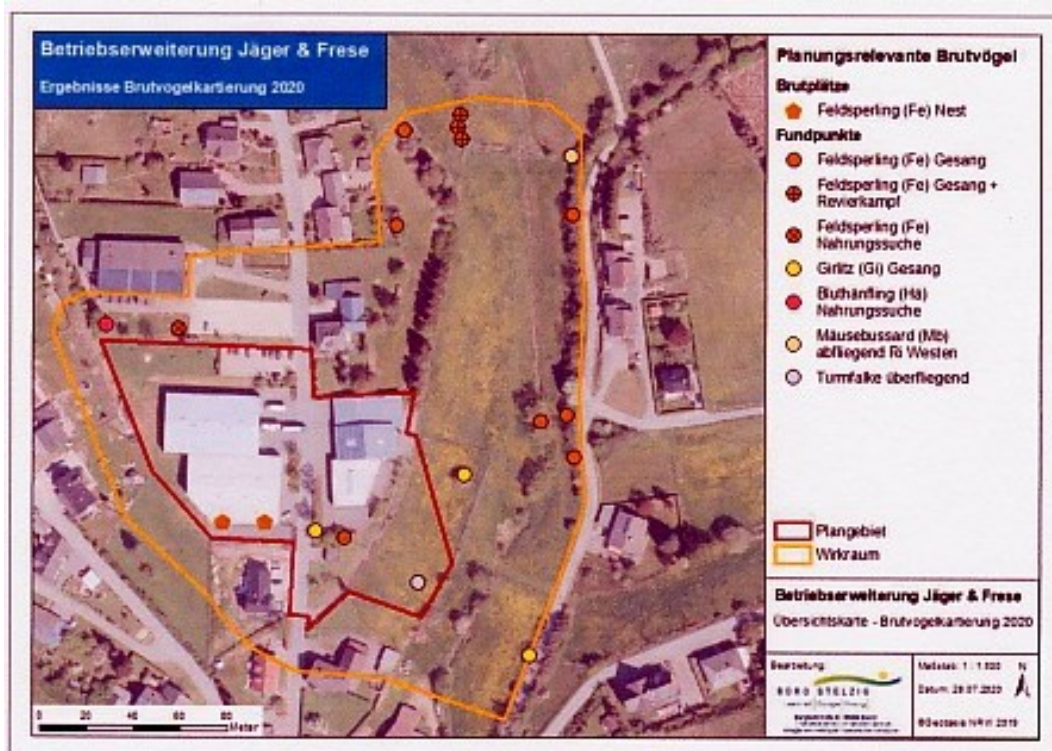 Betriebserweiterung Jäger & Frese
Ergebnisse Brutvogelkartierung 2020
Planungsrelevante Brutvögel
Brutplätze
Feldsperling (Fe) Nest
Fundpunkte
Feldsperling (Fe) Gesang
Feldsperling (Fe) Gesang +
Revierkampf
Feldsperling (Fe)
Nahrungssuche
Girlitz (Gi) Gesang
Bluthänfling (Hä)
Nahrungssuche
Mäusebussard (Mb)
abfliegend Ri Westen
Turmfalke überfliegend
Plangebiet
Wirkraum
Betriebserweiterung Jäger & Frese
Übersichtskarte - Brutvogelkartierung 2020
Bearbeitung:
BÜRO STELZIG
Maßstab: 1 : 1.500
N
Datum: 29.07.2020
©Geobasis NRW 2019
0 20 40 60 80
Meter